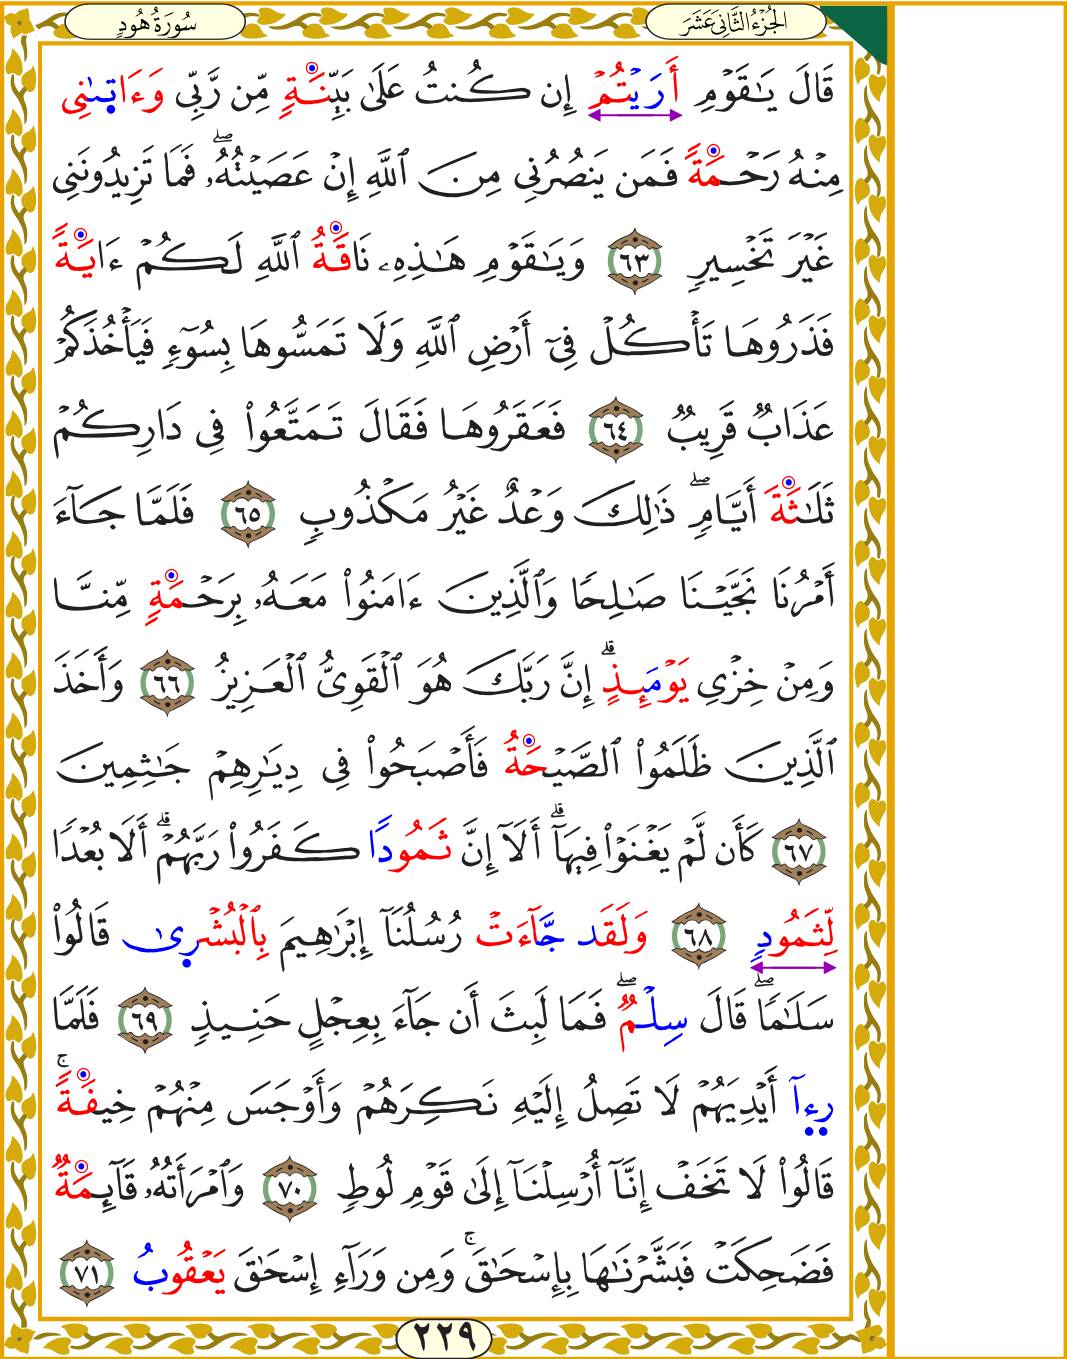 الجُزْءُ الثَّانِي عَشَرَ
سُورَةُ هُودٍ
قَالَ يَٰقَوْمِ أَرَيْتُمْ إِن كُنتُ عَلَىٰ بَيِّنَةٍ مِّن رَّبِّى وَءَاتىٰنِى
مِنْهُ رَحْمَةً فَمَن يَنصُرُنِى مِنَ ٱللَّهِ إِنْ عَصَيْتُهُۥۖ فَمَا تَزِيدُونَنِى
غَيْرَ تَخْسِيرٍ ٦٣ وَيَٰقَوْمِ هَٰذِهِۦ نَاقَةُ ٱللَّهِ لَكُمْ ءَايَةً
فَذَرُوهَا تَأْكُلْ فِىٓ أَرْضِ ٱللَّهِ وَلَا تَمَسُّوهَا بِسُوٓءٍ فَيَأْخُذَكُمْ
عَذَابٌ قَرِيبٌ ٦٤ فَعَقَرُوهَا فَقَالَ تَمَتَّعُوا۟ فِى دَارِكُمْ
ثَلَٰثَةَ أَيَّامٍۖ ذَٰلِكَ وَعْدٌ غَيْرُ مَكْذُوبٍ ٦٥ فَلَمَّا جَآءَ
أَمْرُنَا نَجَّيْنَا صَٰلِحًا وَٱلَّذِينَ ءَامَنُوا۟ مَعَهُۥ بِرَحْمَةٍ مِّنَّا
وَمِنْ خِزْىِ يَوْمَئِذٍۗ إِنَّ رَبَّكَ هُوَ ٱلْقَوِىُّ ٱلْعَزِيزُ ٦٦ وَأَخَذَ
ٱلَّذِينَ ظَلَمُوا۟ ٱلصَّيْحَةُ فَأَصْبَحُوا۟ فِى دِيَٰرِهِمْ جَٰثِمِينَ
٦٧ كَأَن لَّمْ يَغْنَوْا۟ فِيهَآۗ أَلَآ إِنَّ ثَمُودًا كَفَرُوا۟ رَبَّهُمْۗ أَلَا بُعْدًا
لِّثَمُودٍ ٦٨ وَلَقَد جَّآءَتْ رُسُلُنَآ إِبْرَٰهِيمَ بِٱلْبُشْرىٰ قَالُوا۟
سَلَٰمًاۖ قَالَ سِلْمٌۖ فَمَا لَبِثَ أَن جَآءَ بِعِجْلٍ حَنِيذٍ ٦٩ فَلَمَّا
رِءآ أَيْدِيَهُمْ لَا تَصِلُ إِلَيْهِ نَكِرَهُمْ وَأَوْجَسَ مِنْهُمْ خِيفَةًۚ
قَالُوا۟ لَا تَخَفْ إِنَّآ أُرْسِلْنَآ إِلَىٰ قَوْمِ لُوطٍ ٧٠ وَٱمْرَأَتُهُۥ قَآئِمَةٌ
فَضَحِكَتْ فَبَشَّرْنَٰهَا بِإِسْحَٰقَۚ وَمِن وَرَآءِ إِسْحَٰقَ يَعْقُوبُ ٧١
٢٢٩